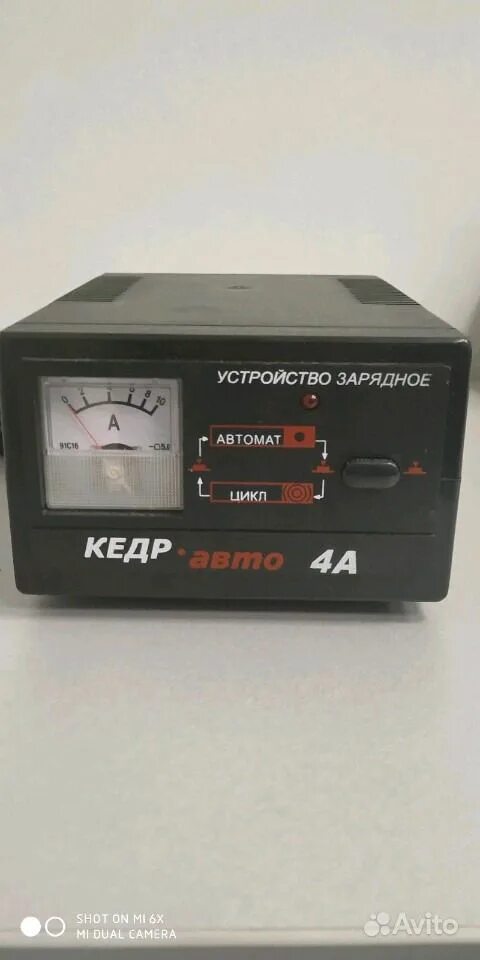 УСТРОЙСТВО ЗАРЯДНОЕ
0 2 4 6 8 10
A
91C16
АВТОМАТ
ЦИКЛ
КЕДР·авто 4А
SHOT ON MI 6X
MI DUAL CAMERA
Avito